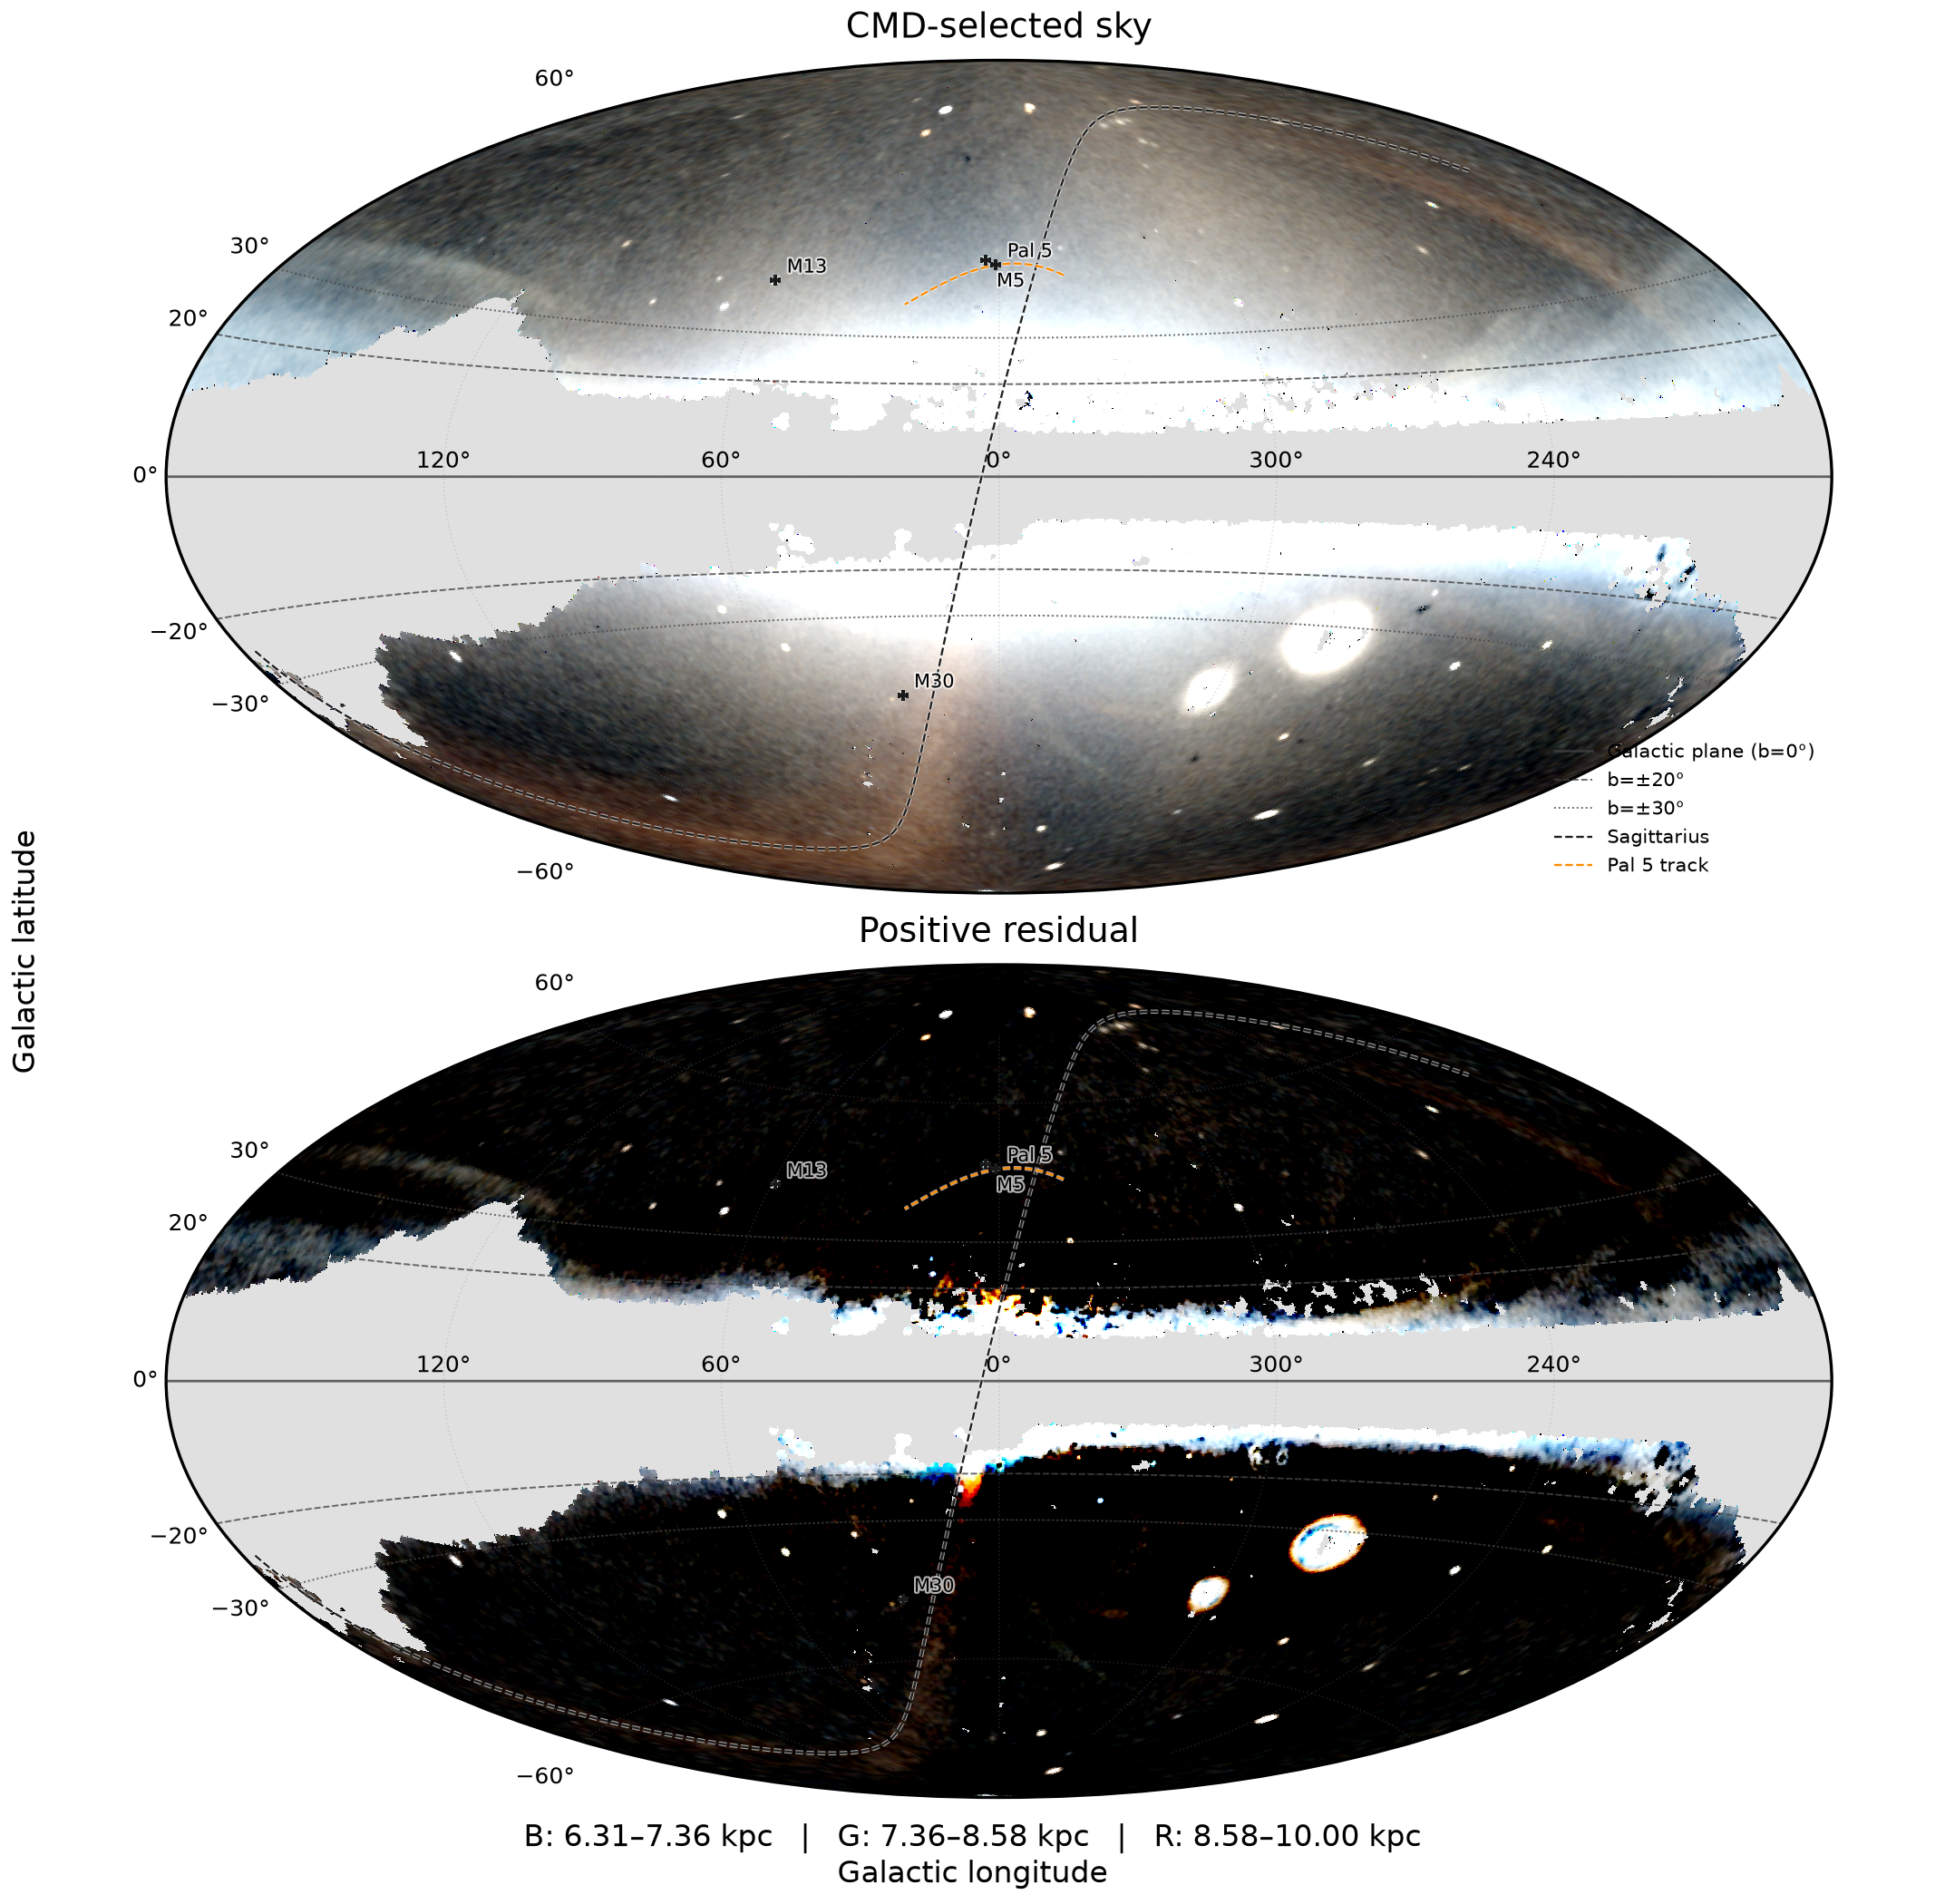 CMD-selected sky
60°
30°
20°
0°
−20°
−30°
−60°
120°
60°
0°
300°
240°
M13
Pal 5
M5
M30
Galactic plane (b=0°)
b=±20°
b=±30°
Sagittarius
Pal 5 track
Galactic latitude
Positive residual
60°
30°
20°
0°
−20°
−30°
−60°
120°
60°
0°
300°
240°
M13
Pal 5
M5
M30
B: 6.31–7.36 kpc | G: 7.36–8.58 kpc | R: 8.58–10.00 kpc
Galactic longitude